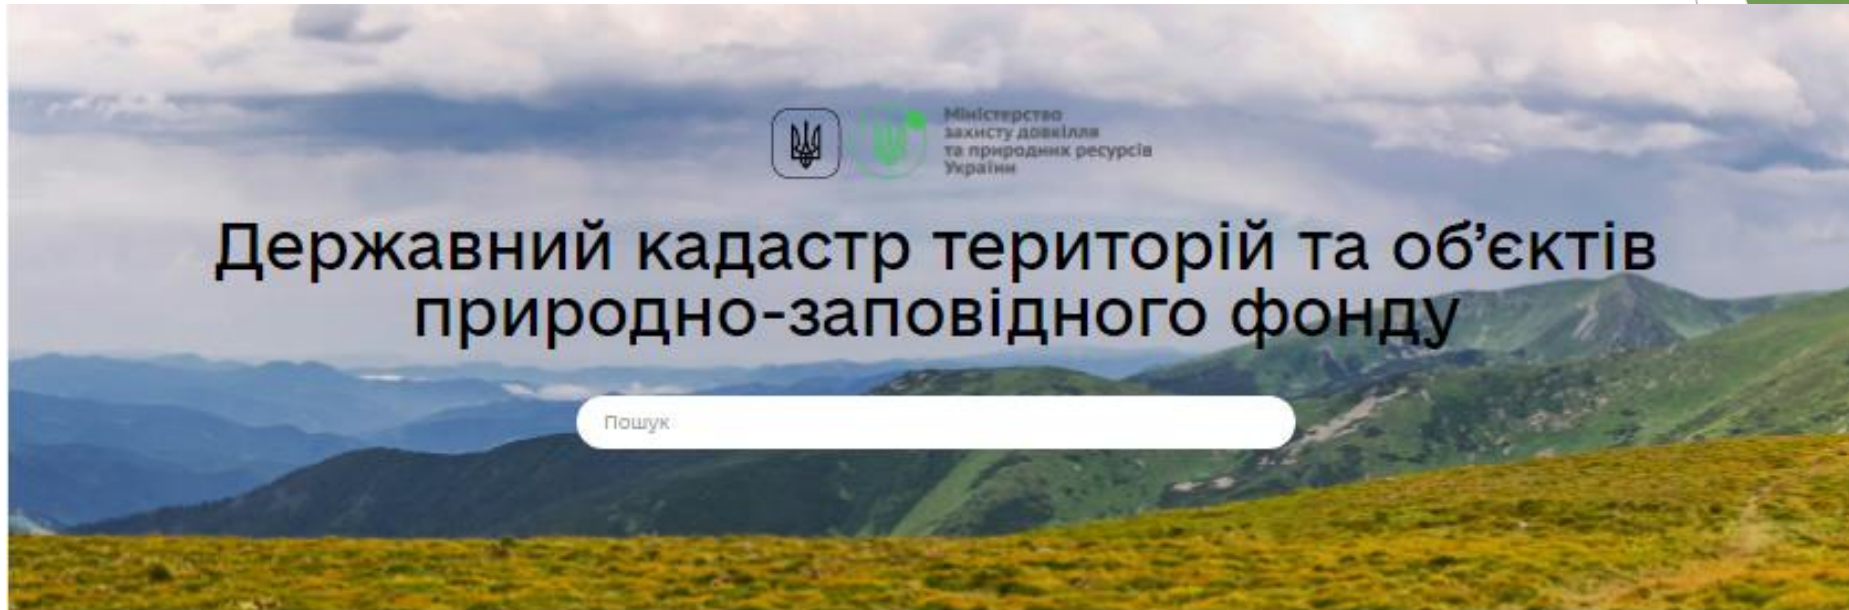 Міністерство
захисту довкілля
та природних ресурсів
України
Державний кадастр територій та об’єктів
природно-заповідного фонду
Пошук